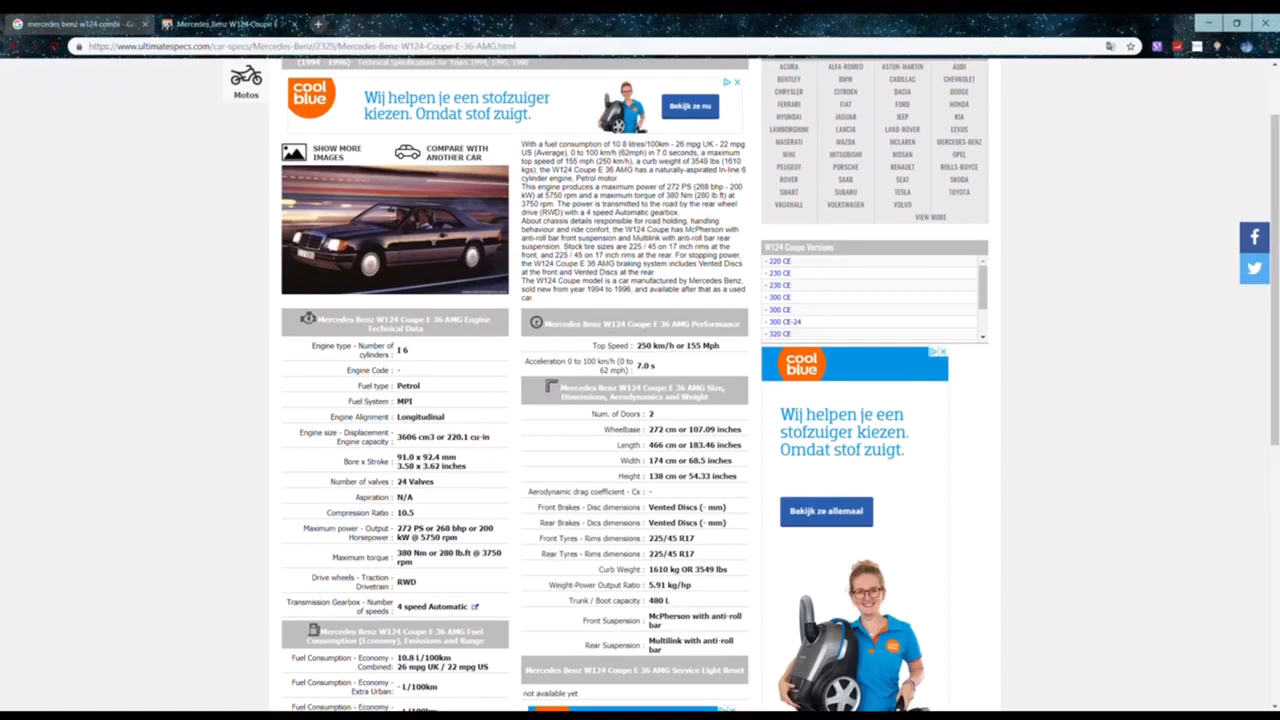 mercedes benz w124 combi - Go
Mercedes Benz W124 Coupe E
https://www.ultimatespecs.com/car-specs/Mercedes-Benz/2329/Mercedes-Benz-W124-Coupe-E-36-AMG.html
(1994 1996) Technical Specifications for Years 1994, 1995, 1996
Motos
cool
blue
Wij helpen je een stofzuiger
kiezen. Omdat stof zuigt.
Bekijk ze nu
SHOW MORE
IMAGES
COMPARE WITH
ANOTHER CAR
With a fuel consumption of 10.8 litres/100km - 26 mpg UK - 22 mpg
US (Average), 0 to 100 km/h (62mph) in 7.0 seconds, a maximum
top speed of 155 mph (250 km/h), a curb weight of 3549 lbs (1610
kgs), the W124 Coupe E 36 AMG has a naturally-aspirated In-line 6
cylinder engine, Petrol motor.
This engine produces a maximum power of 272 PS (268 bhp - 200
kW) at 5750 rpm and a maximum torque of 380 Nm (280 lb.ft) at
3750 rpm. The power is transmitted to the road by the rear wheel
drive (RWD) with a 4 speed Automatic gearbox.
About chassis details responsible for road holding, handling
behaviour and ride confort, the W124 Coupe has McPherson with
anti-roll bar front suspension and Multilink with anti-roll bar rear
suspension. Stock tire sizes are 225 / 45 on 17 inch rims at the
front, and 225 / 45 on 17 inch rims at the rear. For stopping power,
the W124 Coupe E 36 AMG braking system includes Vented Discs
at the front and Vented Discs at the rear.
The W124 Coupe model is a car manufactured by Mercedes Benz,
sold new from year 1994 to 1996, and available after that as a used
car.
Mercedes Benz W124 Coupe E 36 AMG Engine
Technical Data
Engine type - Number of
cylinders : I 6
Engine Code : -
Fuel type : Petrol
Fuel System : MPI
Engine Alignment : Longitudinal
Engine size - Displacement -
Engine capacity : 3606 cm3 or 220.1 cu-in
Bore x Stroke : 91.0 x 92.4 mm
3.58 x 3.62 inches
Number of valves : 24 Valves
Aspiration : N/A
Compression Ratio : 10.5
Maximum power - Output -
Horsepower : 272 PS or 268 bhp or 200
kW @ 5750 rpm
Maximum torque : 380 Nm or 280 lb.ft @ 3750
rpm
Drive wheels - Traction -
Drivetrain : RWD
Transmission Gearbox - Number
of speeds : 4 speed Automatic
Mercedes Benz W124 Coupe E 36 AMG Fuel
Consumption (Economy), Emissions and Range
Fuel Consumption - Economy -
Combined: 10.8 L/100km
26 mpg UK / 22 mpg US
Fuel Consumption - Economy -
Extra Urban: - L/100km
Fuel Consumption - Economy - - L/100km
Mercedes Benz W124 Coupe E 36 AMG Performance
Top Speed : 250 km/h or 155 Mph
Acceleration 0 to 100 km/h (0 to
62 mph) : 7.0 s
Mercedes Benz W124 Coupe E 36 AMG Size,
Dimensions, Aerodynamics and Weight
Num. of Doors : 2
Wheelbase : 272 cm or 107.09 inches
Length : 466 cm or 183.46 inches
Width : 174 cm or 68.5 inches
Height : 138 cm or 54.33 inches
Aerodynamic drag coefficient - Cx : -
Front Brakes - Disc dimensions : Vented Discs (- mm)
Rear Brakes - Dics dimensions : Vented Discs (- mm)
Front Tyres - Rims dimensions : 225/45 R17
Rear Tyres - Rims dimensions : 225/45 R17
Curb Weight : 1610 kg OR 3549 lbs
Weight-Power Output Ratio : 5.91 kg/hp
Trunk / Boot capacity : 480 L
Front Suspension : McPherson with anti-roll
bar
Rear Suspension : Multilink with anti-roll
bar
Mercedes Benz W124 Coupe E 36 AMG Service Light Reset
not available yet
ACURA ALFA-ROMEO ASTON-MARTIN AUDI
BENTLEY BMW CADILLAC CHEVROLET
CHRYSLER CITROEN DACIA DODGE
FERRARI FIAT FORD HONDA
HYUNDAI JAGUAR JEEP KIA
LAMBORGHINI LANCIA LAND-ROVER LEXUS
MASERATI MAZDA MCLAREN MERCEDES-BENZ
MINI MITSUBISHI NISSAN OPEL
PEUGEOT PORSCHE RENAULT ROLLS-ROYCE
ROVER SAAB SEAT SKODA
SMART SUBARU TESLA TOYOTA
VAUXHALL VOLKSWAGEN VOLVO
VIEW MORE
W124 Coupe Versions
- 220 CE
- 230 CE
- 230 CE
- 300 CE
- 300 CE
- 300 CE-24
- 320 CE
cool
blue
Wij helpen je een
stofzuiger kiezen.
Omdat stof zuigt.
Bekijk ze allemaal